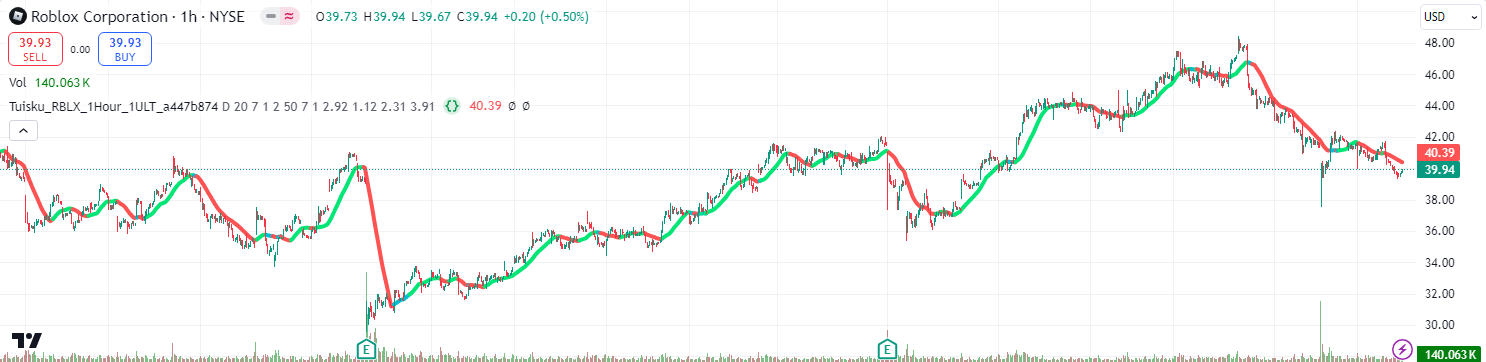 Roblox Corporation · 1h · NYSE O39.73 H39.94 L39.67 C39.94 +0.20 (+0.50%)
USD
39.93 SELL
0.00
39.93 BUY
Vol 140.063 K
Tuisku_RBLX_1Hour_1ULT_a447b874 D 20 7 1 2 50 7 1 2.92 1.12 2.31 3.91 {} 40.39 Ø Ø
48.00
46.00
44.00
42.00
40.39
39.94
38.00
36.00
34.00
32.00
30.00
140.063 K
E
E